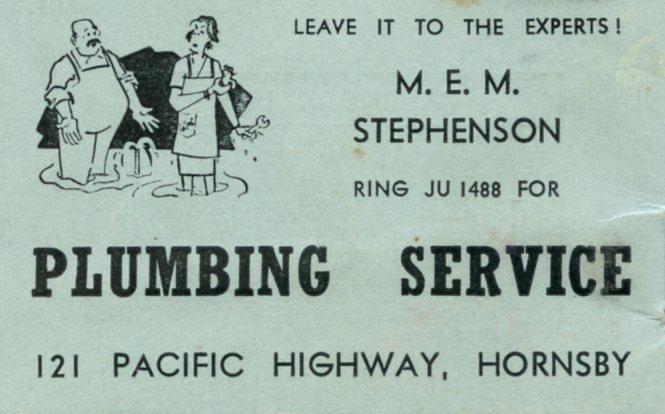 LEAVE IT TO THE EXPERTS!
M. E. M.
STEPHENSON
RING JU 1488 FOR
PLUMBING SERVICE
121 PACIFIC HIGHWAY, HORNSBY